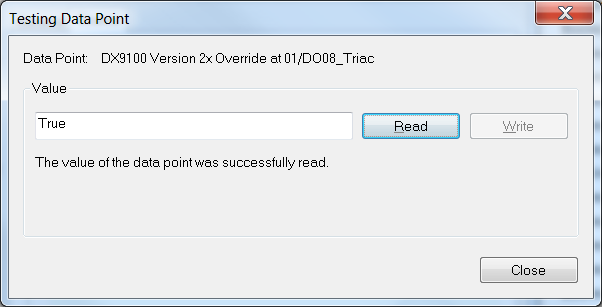 Testing Data Point
Data Point: DX9100 Version 2x Override at 01/DO08_Triac
Value
True
Read
Write
The value of the data point was successfully read.
Close